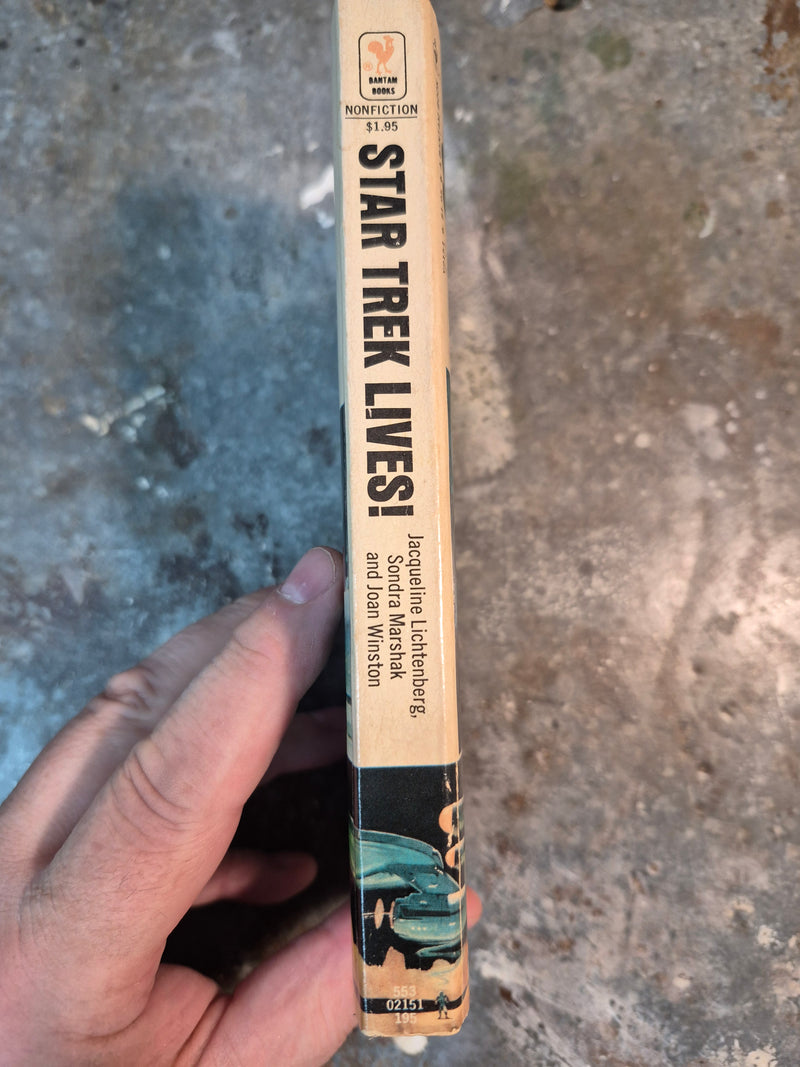 BANTAM
BOOKS
NONFICTION
$1.95
STAR TREK LIVES!
Jacqueline Lichtenberg,
Sondra Marshak
and Joan Winston
553
02151
195